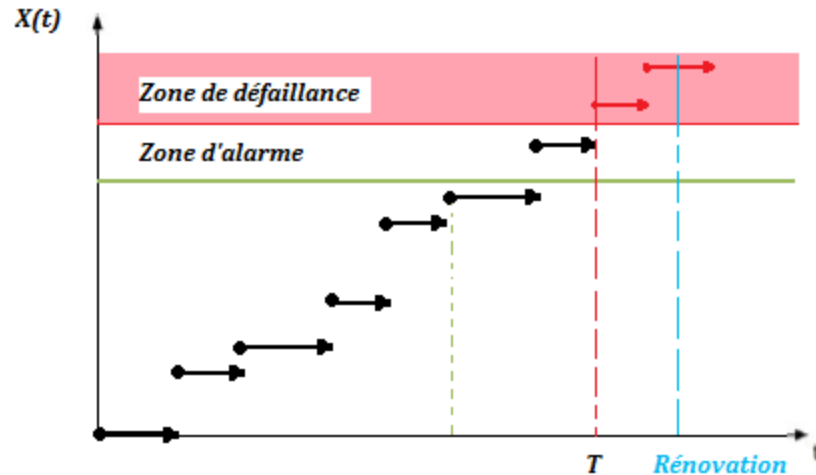 X(t)
Zone de défaillance
Zone d'alarme
t
T
Rénovation